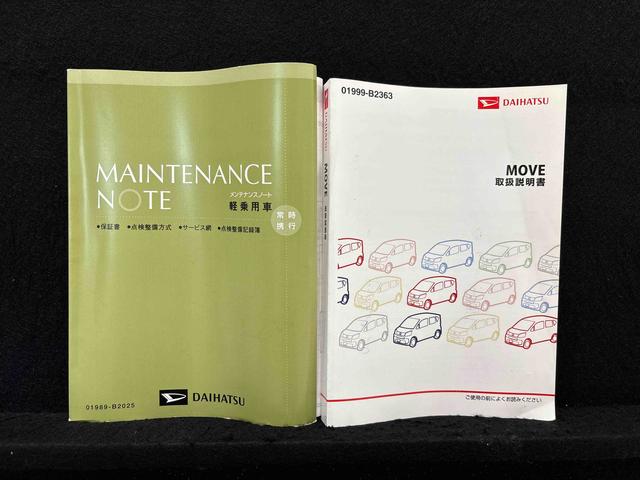 MAINTENANCE
NOTE
メンテナンスノート
軽乗用車
常時
携行
●保証書 ●点検整備方式 ●サービス網 ●点検整備記録簿
01989-B2025
DAIHATSU
MOVE
01999-B2363
DAIHATSU
MOVE
取扱説明書
ご使用の前によくお読みください